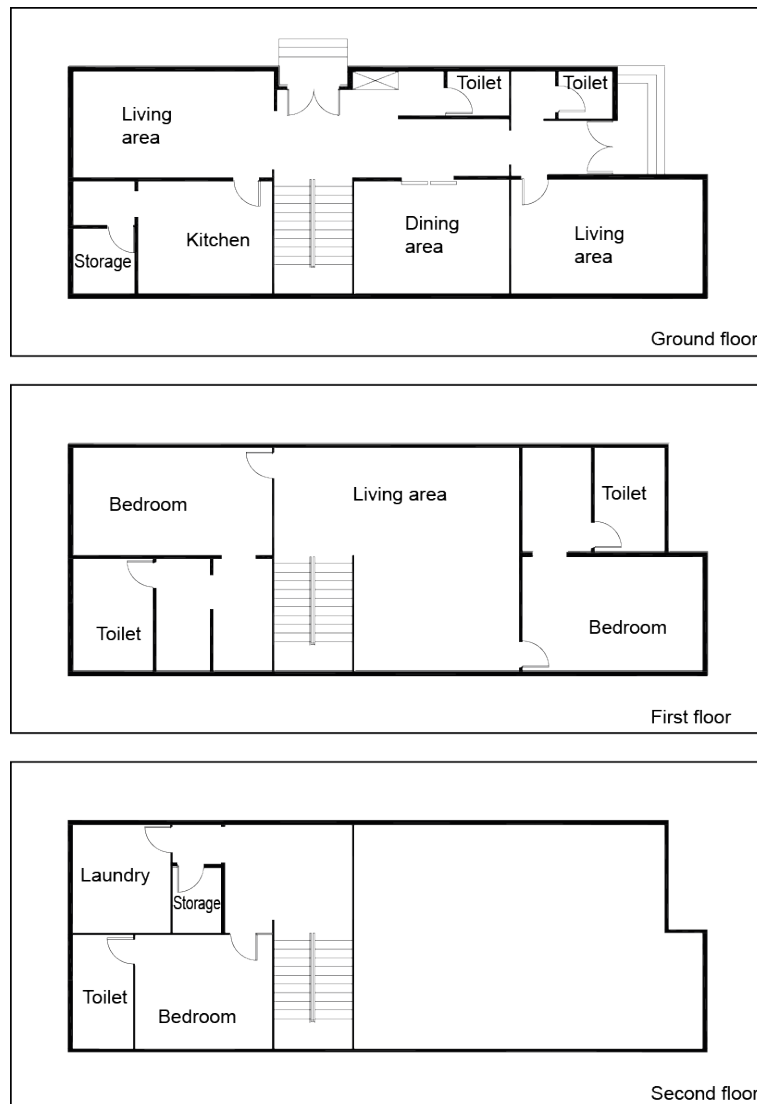 Toilet
Toilet
Living
area
Kitchen
Dining
area
Living
area
Storage
Ground floor
Living area
Toilet
Bedroom
Toilet
Bedroom
First floor
Laundry
Storage
Toilet
Bedroom
Second floor